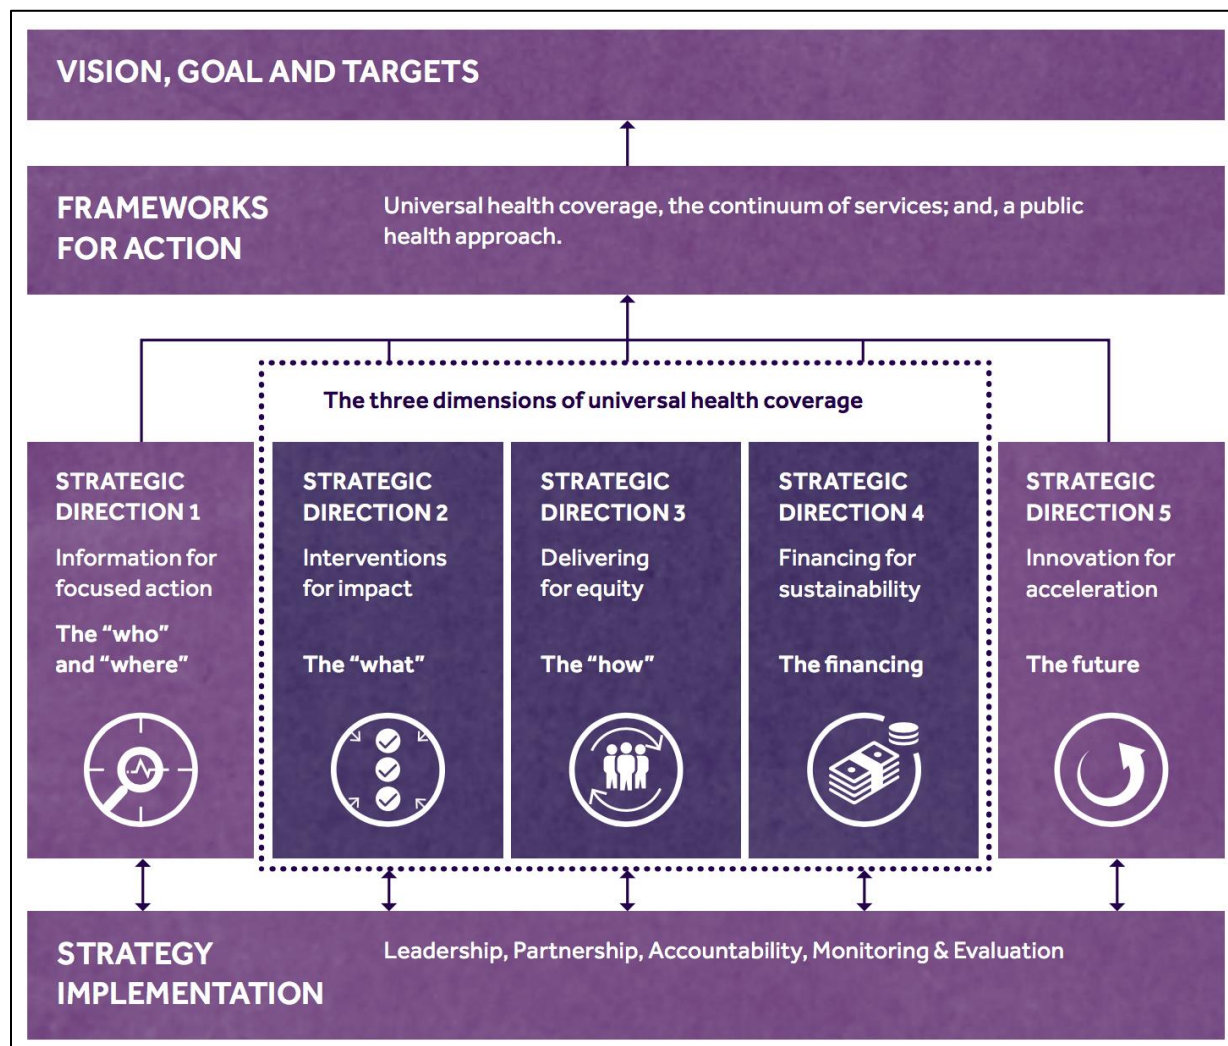 VISION, GOAL AND TARGETS
FRAMEWORKS
FOR ACTION
Universal health coverage, the continuum of services; and, a public
health approach.
The three dimensions of universal health coverage
STRATEGIC
DIRECTION 1
Information for
focused action
The “who”
and “where”
STRATEGIC
DIRECTION 2
Interventions
for impact
The “what”
STRATEGIC
DIRECTION 3
Delivering
for equity
The “how”
STRATEGIC
DIRECTION 4
Financing for
sustainability
The financing
STRATEGIC
DIRECTION 5
Innovation for
acceleration
The future
STRATEGY
IMPLEMENTATION
Leadership, Partnership, Accountability, Monitoring & Evaluation